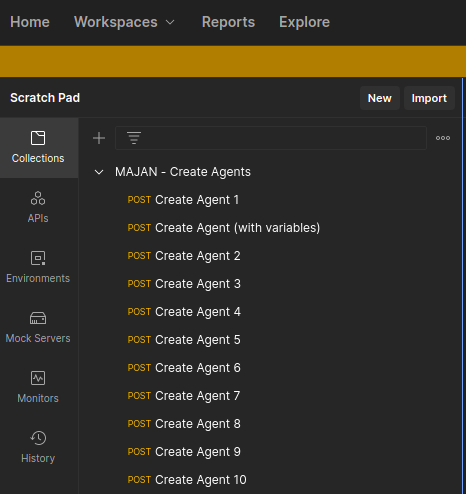 Home Workspaces Reports Explore
Scratch Pad New Import
Collections
APIs
Environments
Mock Servers
Monitors
History
MAJAN - Create Agents
POST Create Agent 1
POST Create Agent (with variables)
POST Create Agent 2
POST Create Agent 3
POST Create Agent 4
POST Create Agent 5
POST Create Agent 6
POST Create Agent 7
POST Create Agent 8
POST Create Agent 9
POST Create Agent 10